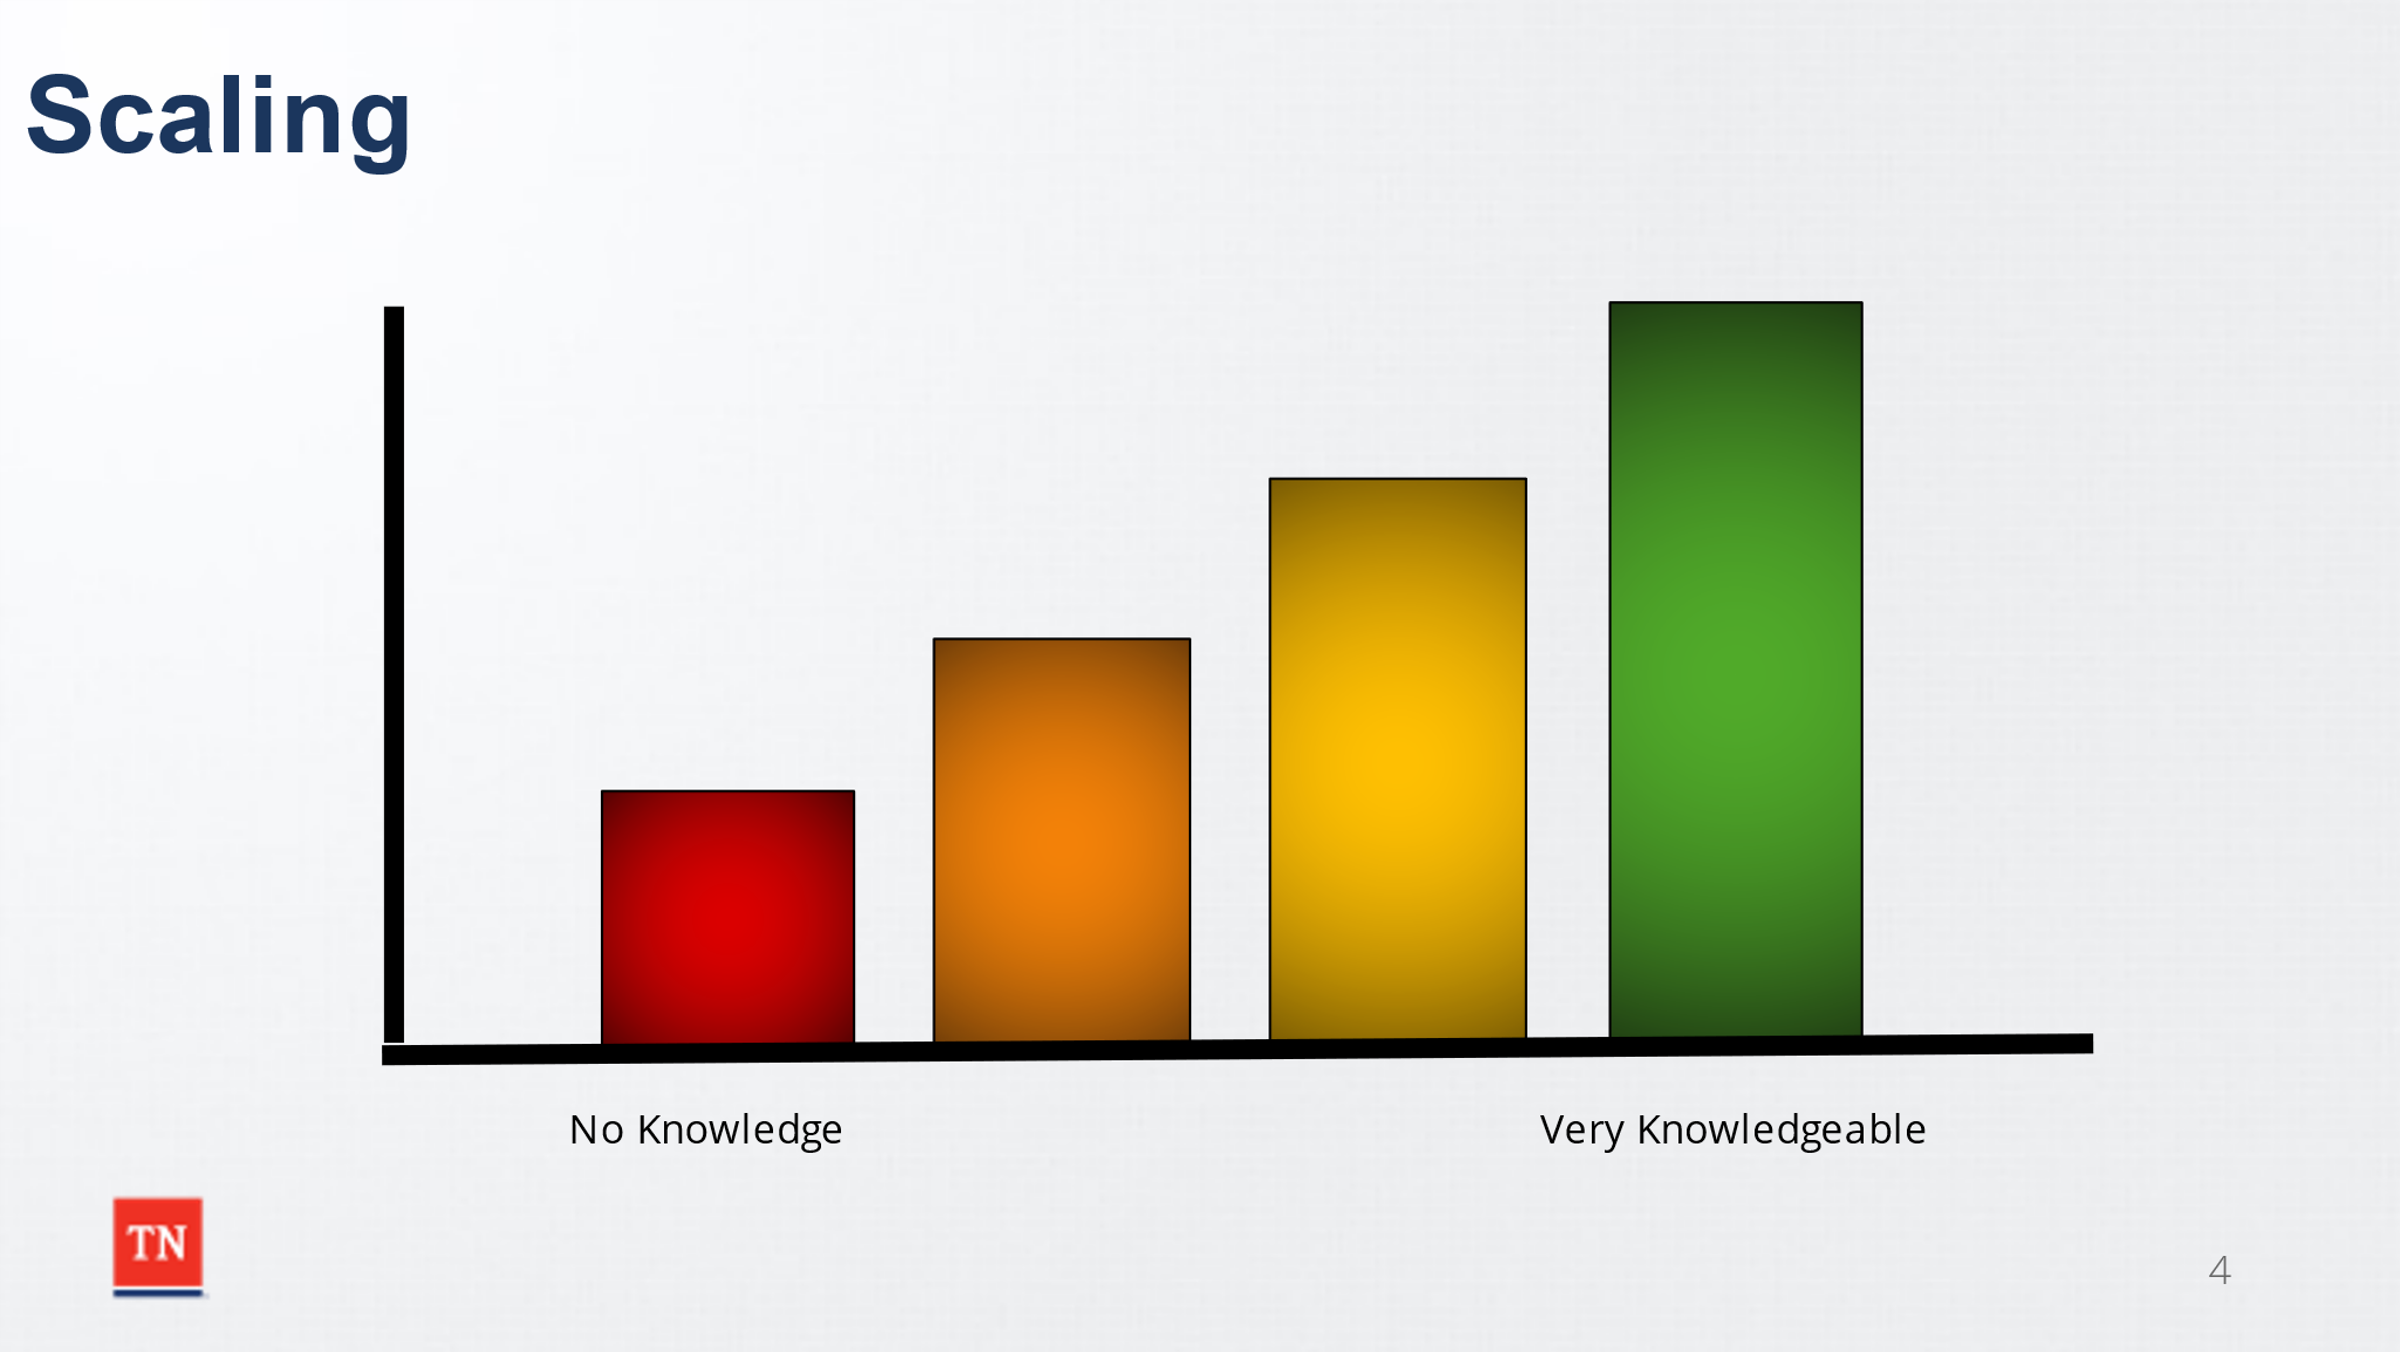 Scaling
No Knowledge
Very Knowledgeable
TN
4